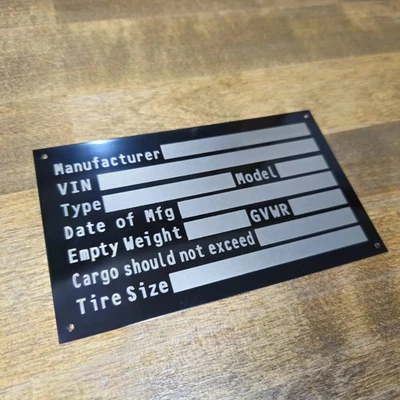 Manufacturer
VIN Model
Type
Date of Mfg
Empty Weight GVWR
Cargo should not exceed
Tire Size